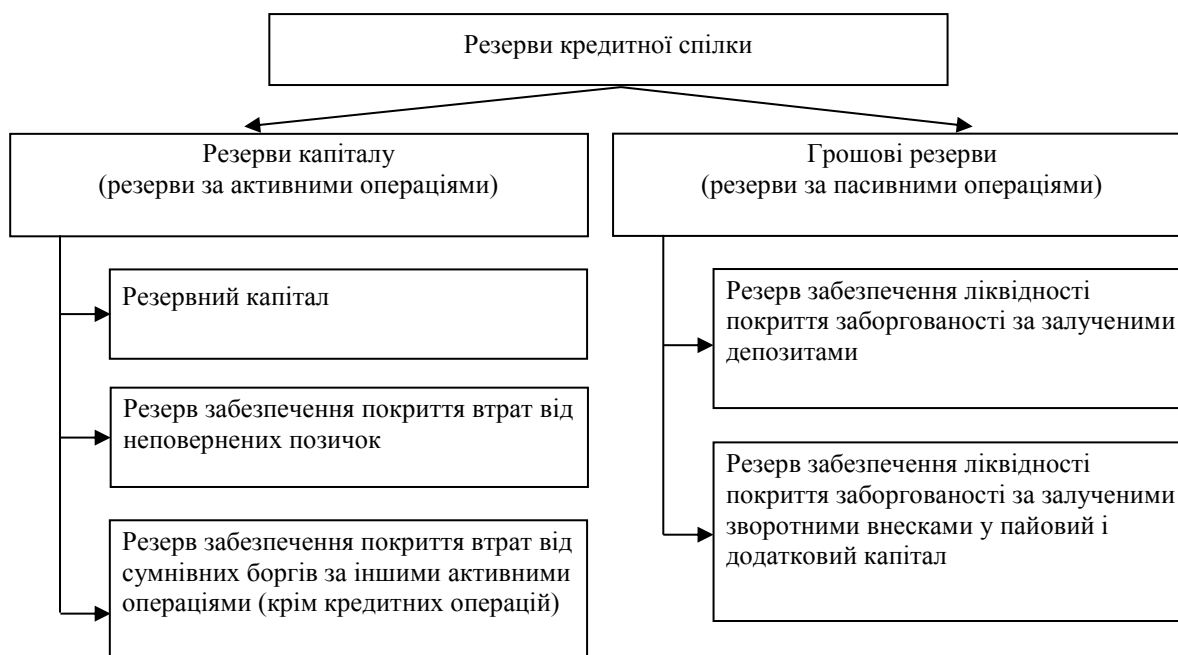 Резерви кредитної спілки
Резерви капіталу
(резерви за активними операціями)
Грошові резерви
(резерви за пасивними операціями)
Резервний капітал
Резерв забезпечення покриття втрат від
неповернених позичок
Резерв забезпечення покриття втрат від
сумнівних боргів за іншими активними
операціями (крім кредитних операцій)
Резерв забезпечення ліквідності
покриття заборгованості за залученими
депозитами
Резерв забезпечення ліквідності
покриття заборгованості за залученими
зворотними внесками у пайовий і
додатковий капітал